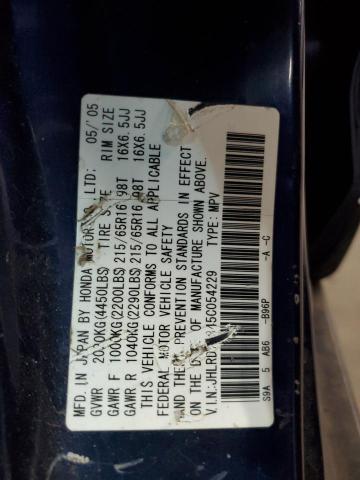 MFD. IN JAPAN BY HONDA MOTOR CO., LTD. 05/'05
GVWR 2020KG(4450LBS) TIRE SIZE RIM SIZE
GAWR F 1000KG(2200LBS) 215/65R16 98T 16X6.5JJ
GAWR R 1040KG(2290LBS) 215/65R16 98T 16X6.5JJ
THIS VEHICLE CONFORMS TO ALL APPLICABLE
FEDERAL MOTOR VEHICLE SAFETY
AND THEFT PREVENTION STANDARDS IN EFFECT
ON THE DATE OF MANUFACTURE SHOWN ABOVE.
V.I.N.:JHLRD 45C054229 TYPE: MPV
S9A 5 AB6 -B96P -A -C